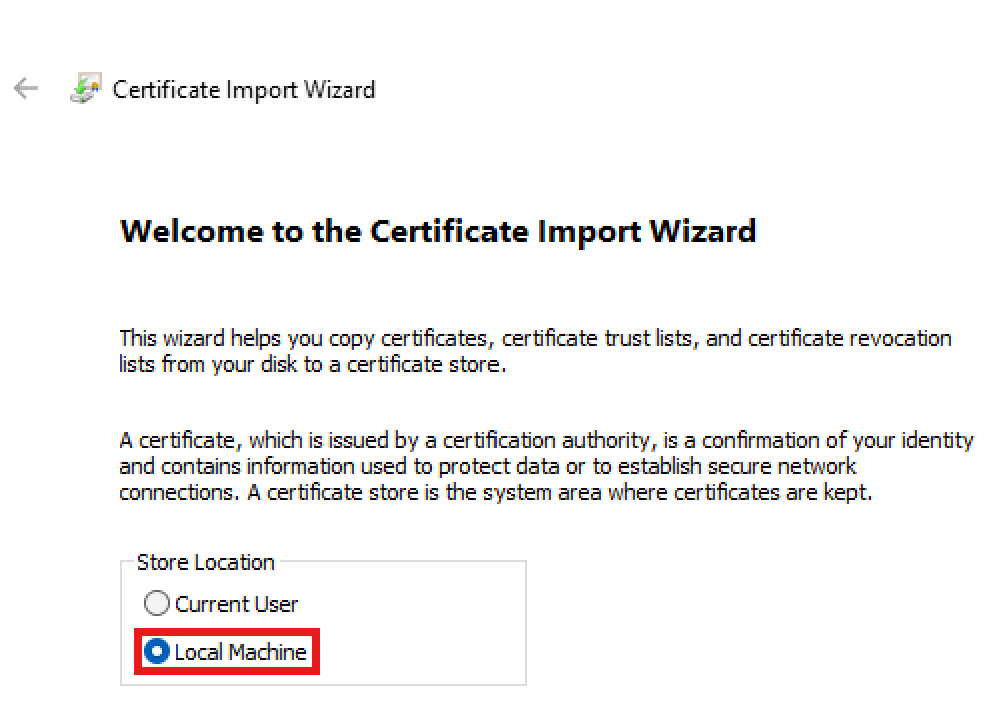 Certificate Import Wizard
Welcome to the Certificate Import Wizard
This wizard helps you copy certificates, certificate trust lists, and certificate revocation
lists from your disk to a certificate store.
A certificate, which is issued by a certification authority, is a confirmation of your identity
and contains information used to protect data or to establish secure network
connections. A certificate store is the system area where certificates are kept.
Store Location
Current User
Local Machine